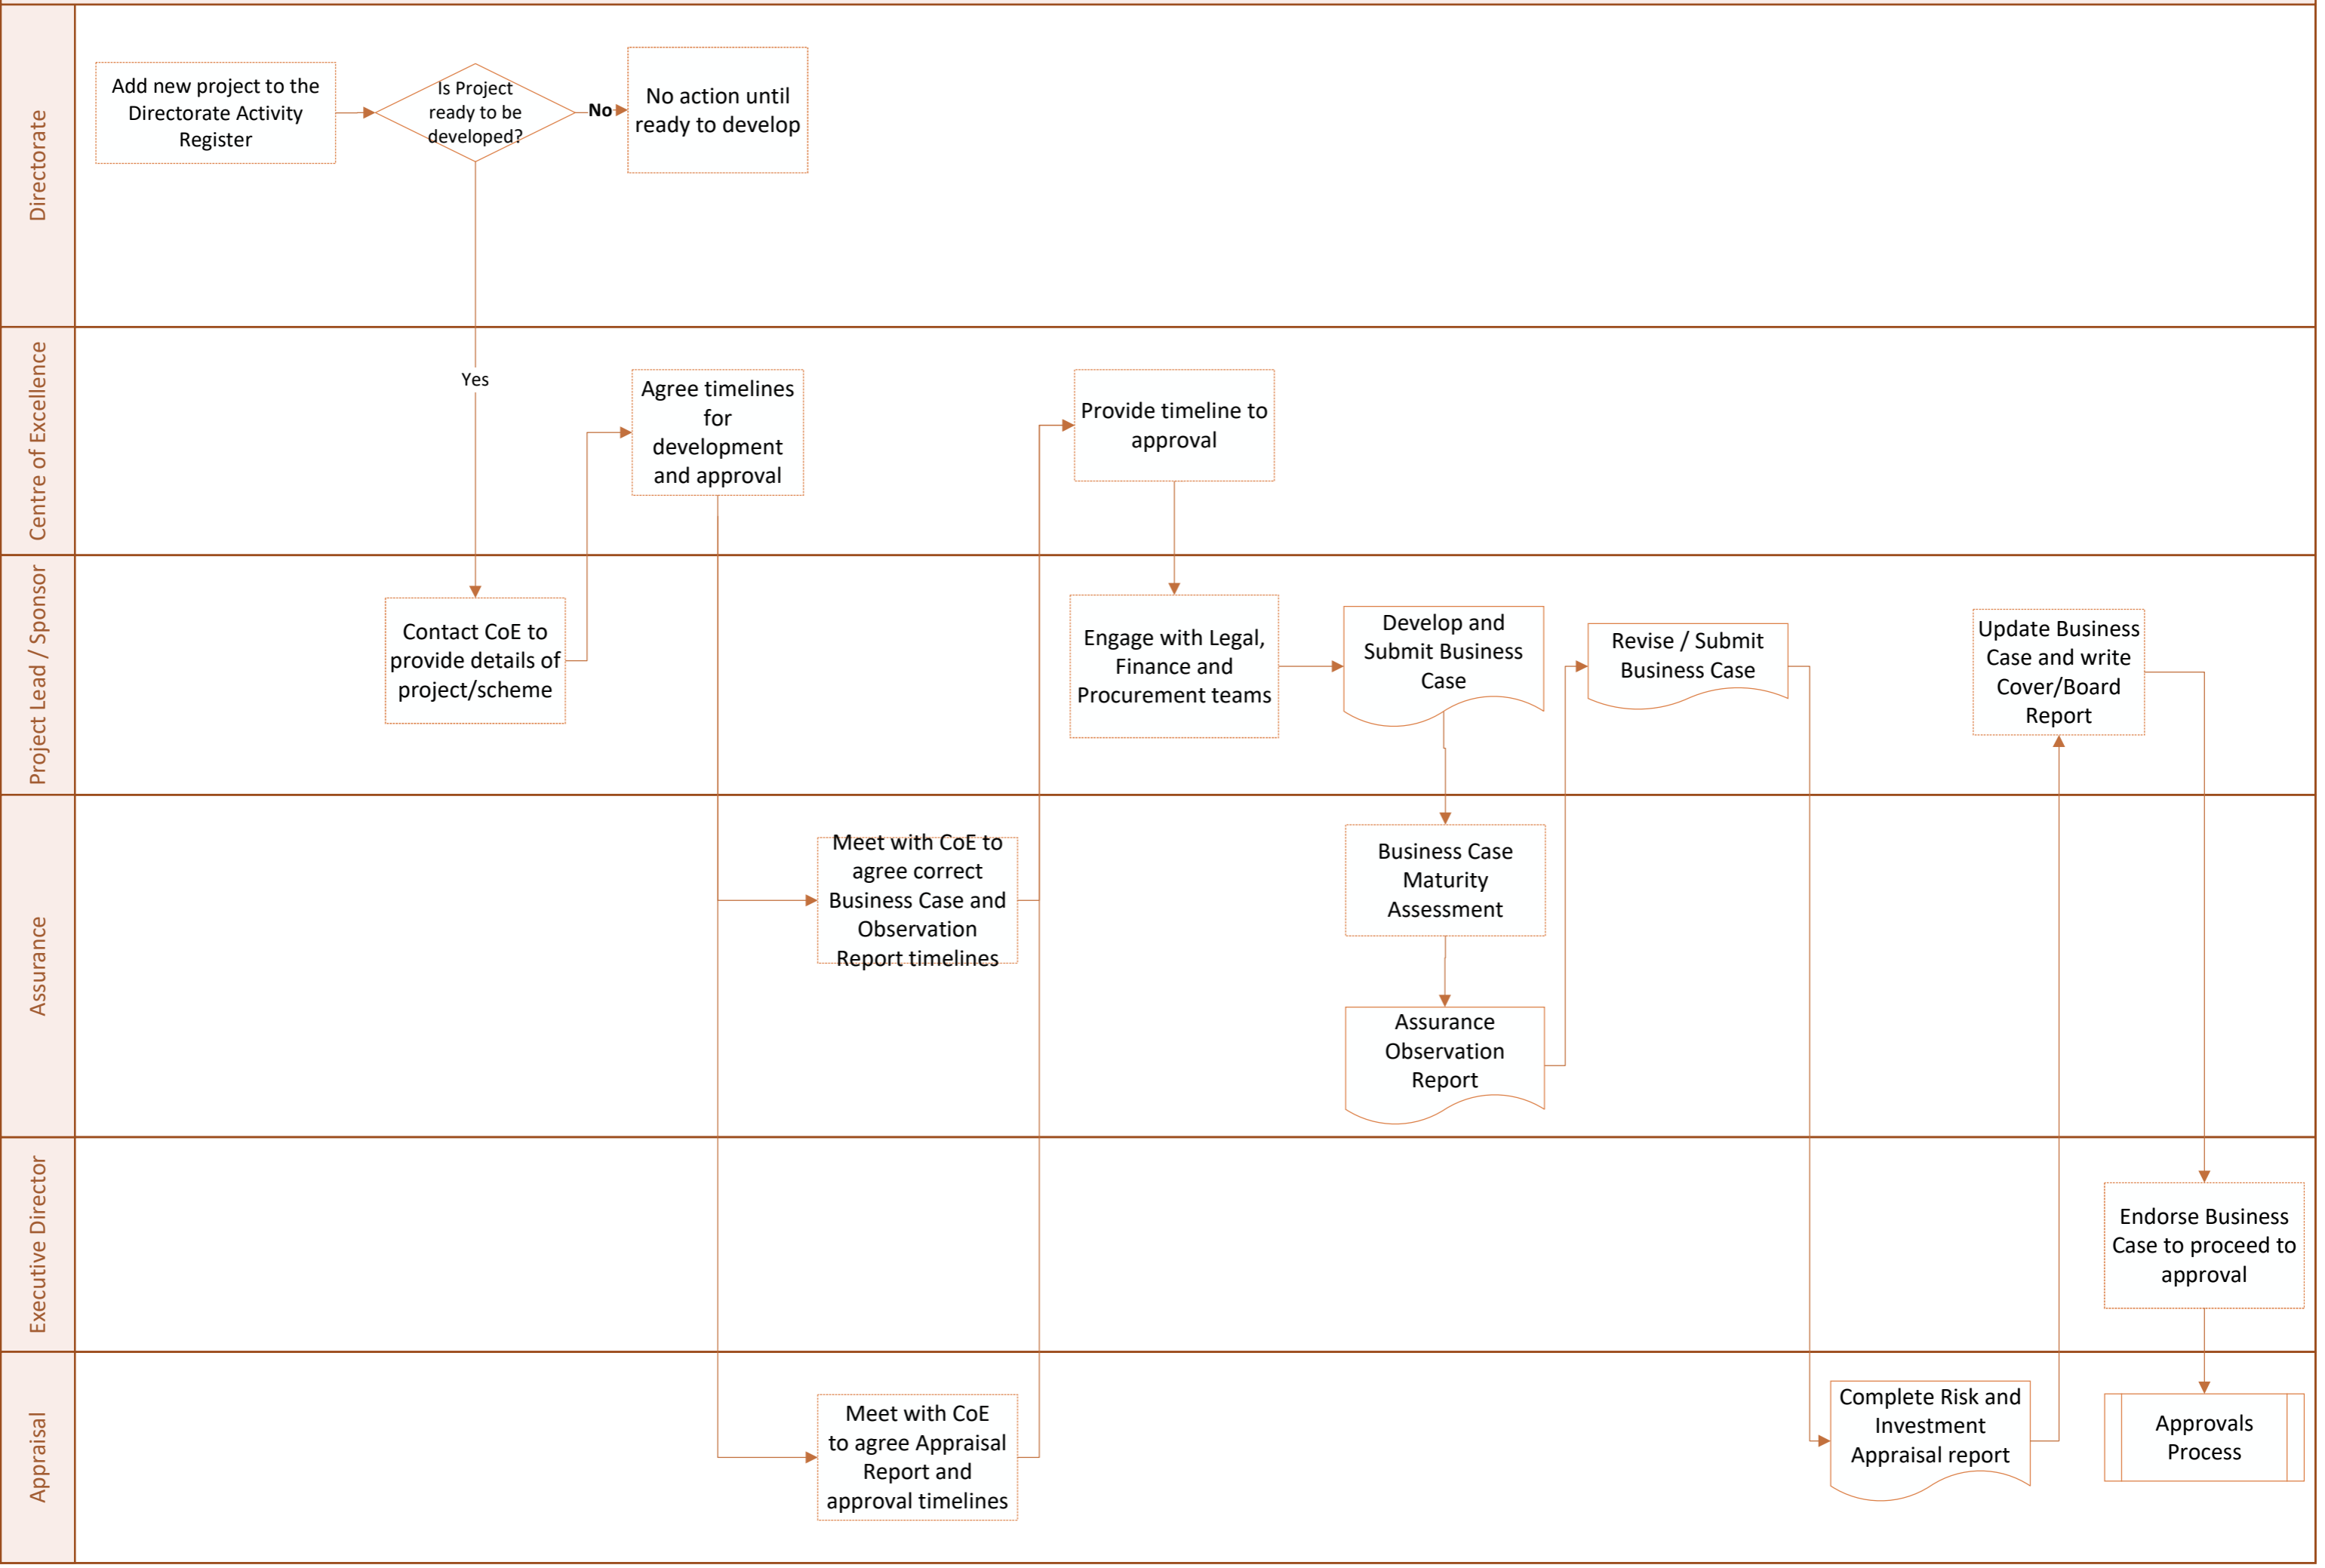 Directorate
Add new project to the
Directorate Activity
Register
Is Project
ready to be
developed?
No
No action until
ready to develop
Centre of Excellence
Yes
Agree timelines
for
development
and approval
Provide timeline to
approval
Project Lead / Sponsor
Contact CoE to
provide details of
project/scheme
Engage with Legal,
Finance and
Procurement teams
Develop and
Submit Business
Case
Revise / Submit
Business Case
Update Business
Case and write
Cover/Board
Report
Assurance
Meet with CoE to
agree correct
Business Case and
Observation
Report timelines
Business Case
Maturity
Assessment
Assurance
Observation
Report
Executive Director
Endorse Business
Case to proceed to
approval
Appraisal
Meet with CoE
to agree Appraisal
Report and
approval timelines
Complete Risk and
Investment
Appraisal report
Approvals
Process